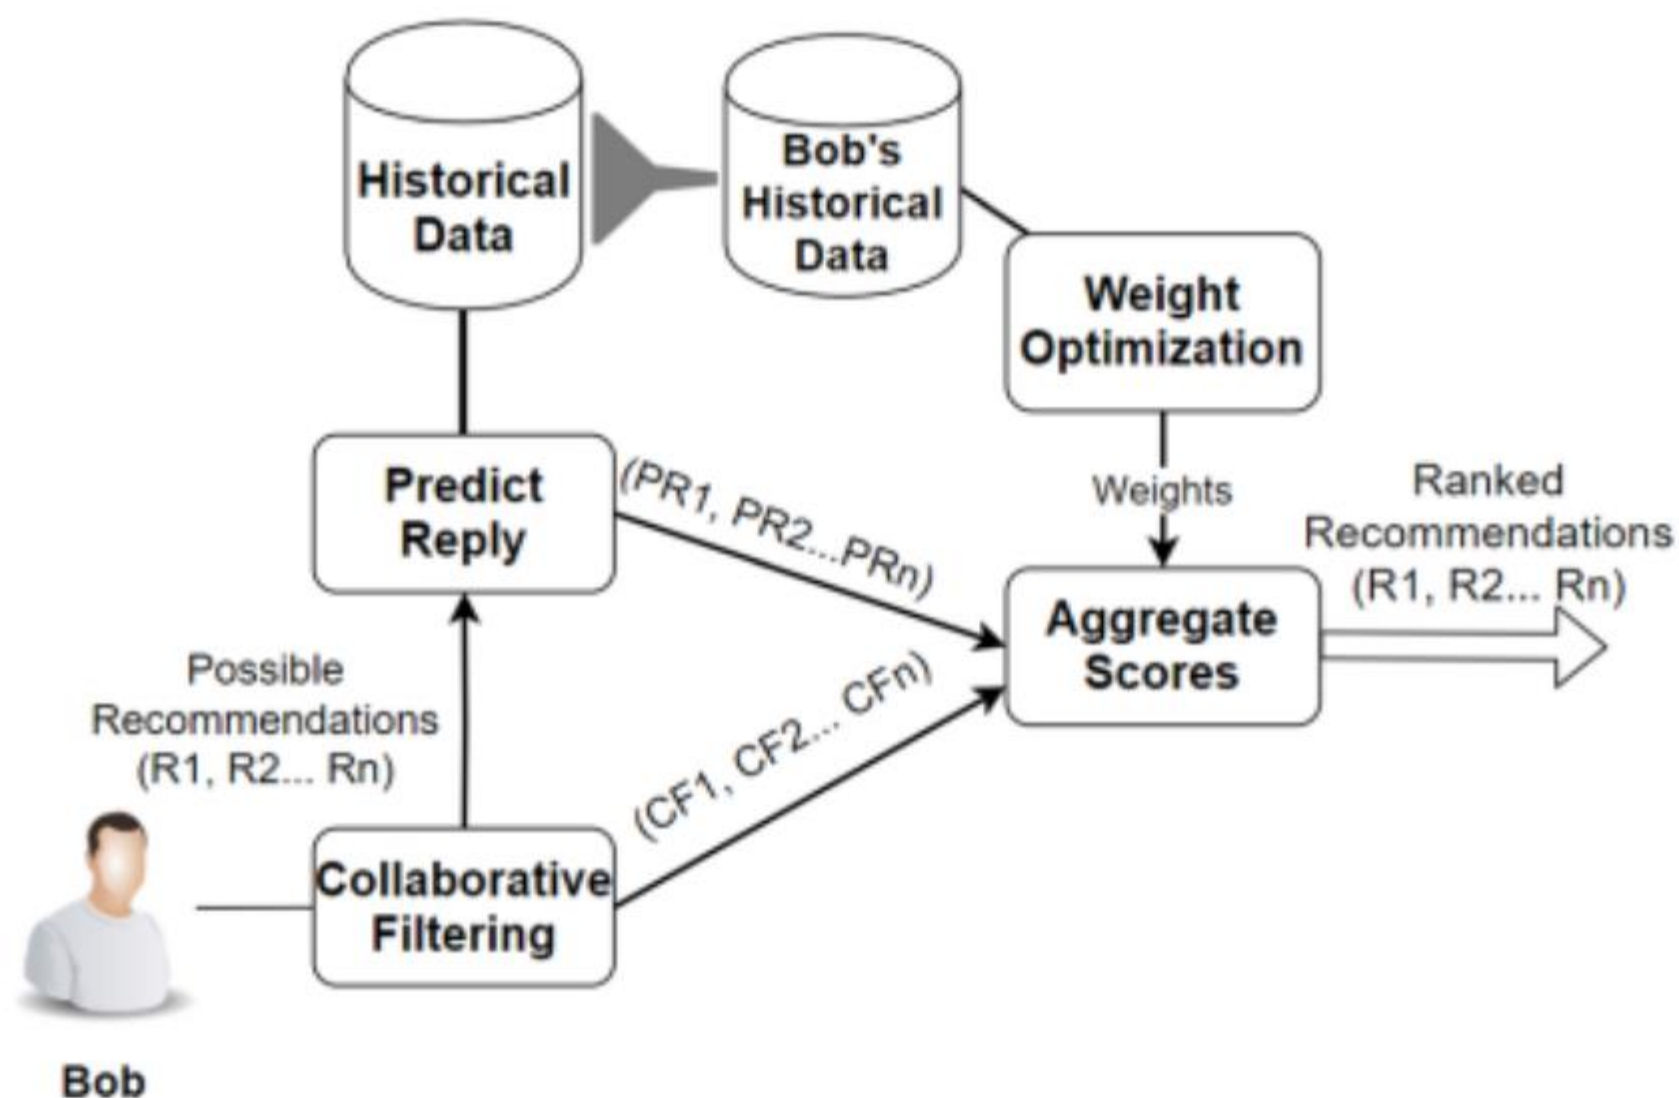 Historical
Data
Bob's
Historical
Data
Weight
Optimization
Predict
Reply
(PR1, PR2...PRn)
Weights
Ranked
Recommendations
(R1, R2... Rn)
Aggregate
Scores
Possible
Recommendations
(R1, R2... Rn)
(CF1, CF2... CFn)
Collaborative
Filtering
Bob